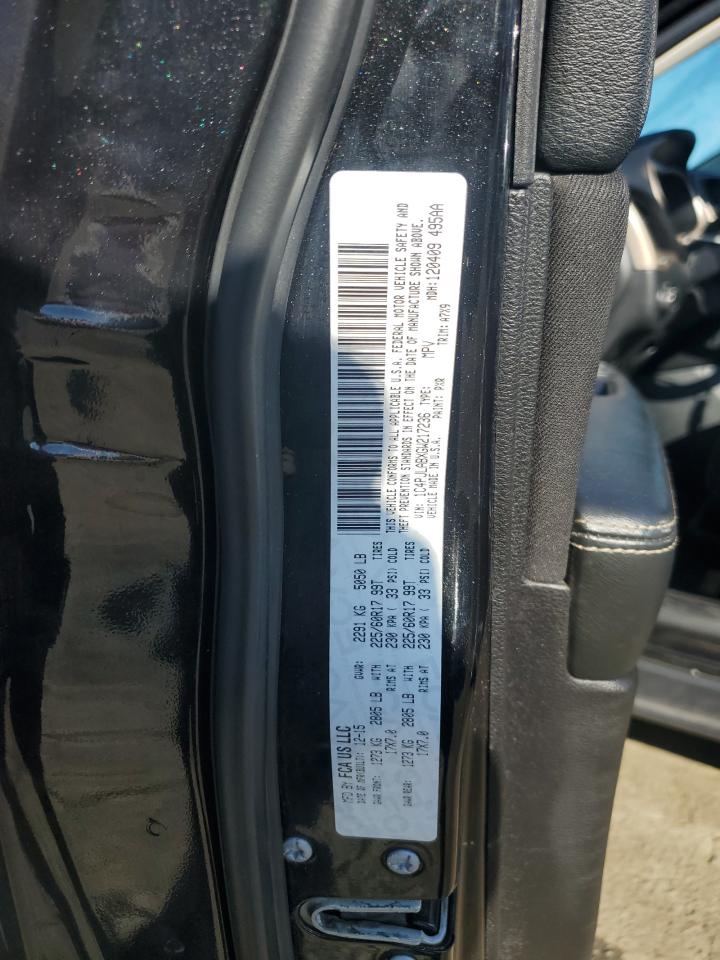 MFD BY FCA US LLC
DATE OF MFR(BUILT): 12-15 GVWR: 2291 KG 5050 LB
GAWR FRONT: 1273 KG 2805 LB WITH 225/60R17 99T TIRES
17X7.0 RIMS AT 230 KPA ( 33 PSI) COLD
GAWR REAR: 1273 KG 2805 LB WITH 225/60R17 99T TIRES
17X7.0 RIMS AT 230 KPA ( 33 PSI) COLD
THIS VEHICLE CONFORMS TO ALL APPLICABLE U.S.A. FEDERAL MOTOR VEHICLE SAFETY AND
THEFT PREVENTION STANDARDS IN EFFECT ON THE DATE OF MANUFACTURE SHOWN ABOVE.
VIN: 1C4PJLABXGW217236 TYPE: MPV MDH: 120409 495AA
VEHICLE MADE IN U.S.A. PAINT: PXR TRIM: A7X9